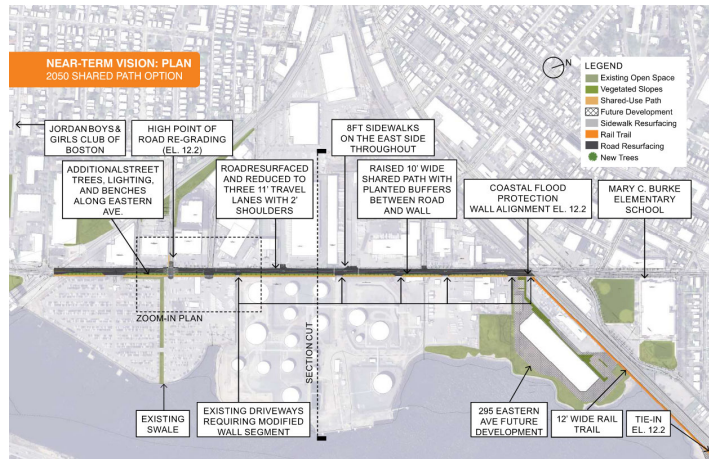 NEAR-TERM VISION: PLAN
2050 SHARED PATH OPTION
N
LEGEND
Existing Open Space
Vegetated Slopes
Shared-Use Path
Future Development
Sidewalk Resurfacing
Rail Trail
Road Resurfacing
New Trees
JORDANBOYS &
GIRLS CLUB OF
BOSTON
HIGH POINT OF
ROAD RE-GRADING
(EL. 12.2)
8FT SIDEWALKS
ON THE EAST SIDE
THROUGHOUT
ADDITIONALSTREET
TREES, LIGHTING,
AND BENCHES
ALONG EASTERN
AVE.
ROADRESURFACED
AND REDUCED TO
THREE 11' TRAVEL
LANES WITH 2'
SHOULDERS
RAISED 10' WIDE
SHARED PATH WITH
PLANTED BUFFERS
BETWEEN ROAD
AND WALL
COASTAL FLOOD
PROTECTION
WALL ALIGNMENT EL. 12.2
MARY C. BURKE
ELEMENTARY
SCHOOL
ZOOM-IN PLAN
SECTION CUT
EXISTING
SWALE
EXISTING DRIVEWAYS
REQUIRING MODIFIED
WALL SEGMENT
295 EASTERN
AVE FUTURE
DEVELOPMENT
12' WIDE RAIL
TRAIL
TIE-IN
EL. 12.2